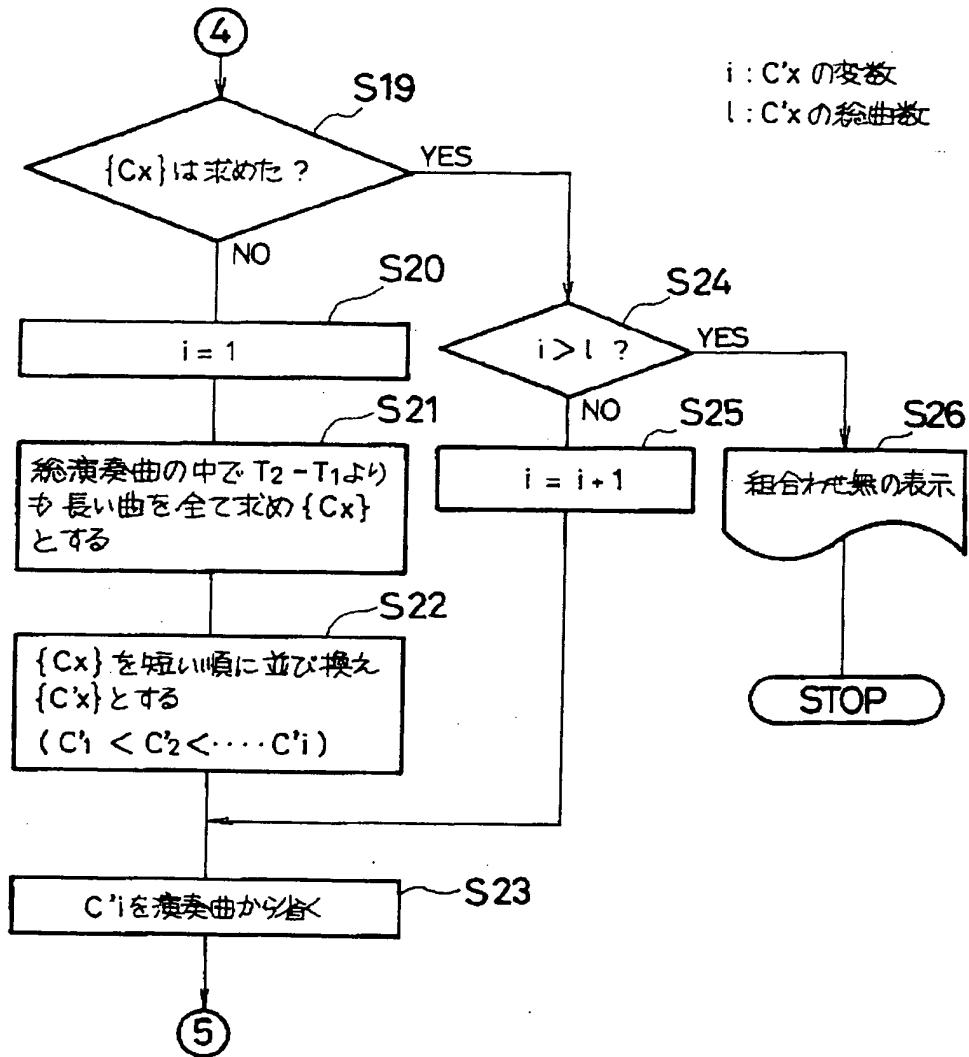 ④
S19
i : C'x の変数
l : C'x の総曲数
{Cx}は求めた?
YES
NO
S20
i = 1
S24
i > l ?
YES
NO
S21
総演奏曲の中でT₂-T₁より
も長い曲を全て求め{Cx}
とする
S25
i = i + 1
S26
組合わせ無の表示
S22
{Cx}を短い順に並び換え
{C'x}とする
(C'₁ < C'₂ < ‥‥ C'i)
STOP
S23
C'iを演奏曲から省く
⑤